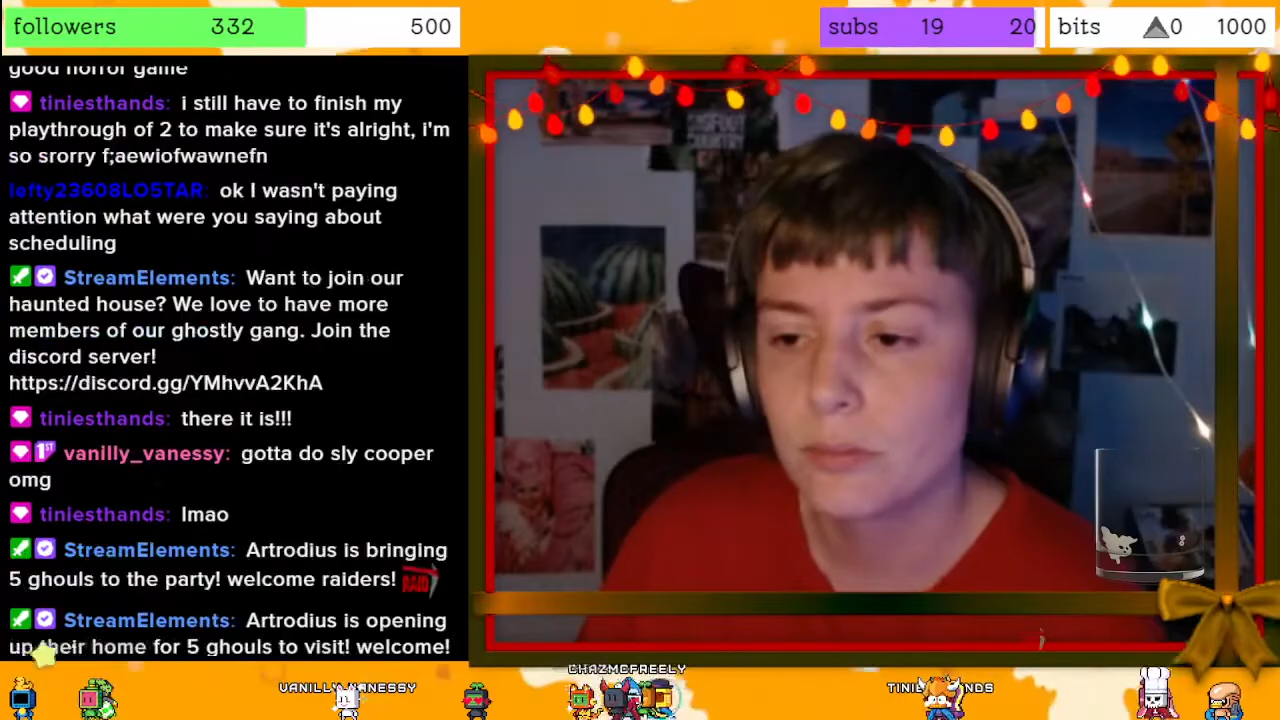 followers 332 500
subs 19 20
bits 0 1000
good horror game
tiniesthands: i still have to finish my
playthrough of 2 to make sure it's alright, i'm
so srorry f;aewiofwawnefn
lefty23608LO5TAR: ok I wasn't paying
attention what were you saying about
scheduling
StreamElements: Want to join our
haunted house? We love to have more
members of our ghostly gang. Join the
discord server!
https://discord.gg/YMhvvA2KhA
tiniesthands: there it is!!!
1ST vanilly_vanessy: gotta do sly cooper
omg
tiniesthands: lmao
StreamElements: Artrodius is bringing
5 ghouls to the party! welcome raiders! RAID
StreamElements: Artrodius is opening
up their home for 5 ghouls to visit! welcome!
BIGFOOT
COUNTRY
CHAZMCFREELY
VANILLY_VANESSY